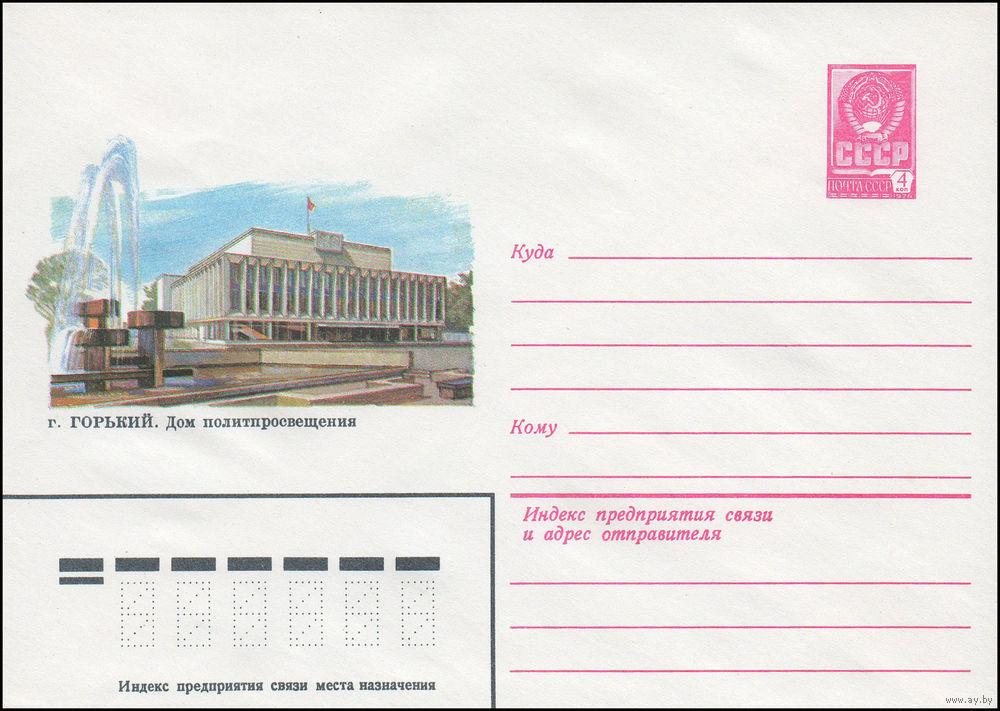 СССР
ПОЧТА СССР 4 коп
1976
Куда
г. ГОРЬКИЙ. Дом политпросвещения
Кому
Индекс предприятия связи
и адрес отправителя
Индекс предприятия связи места назначения
www.ay.by